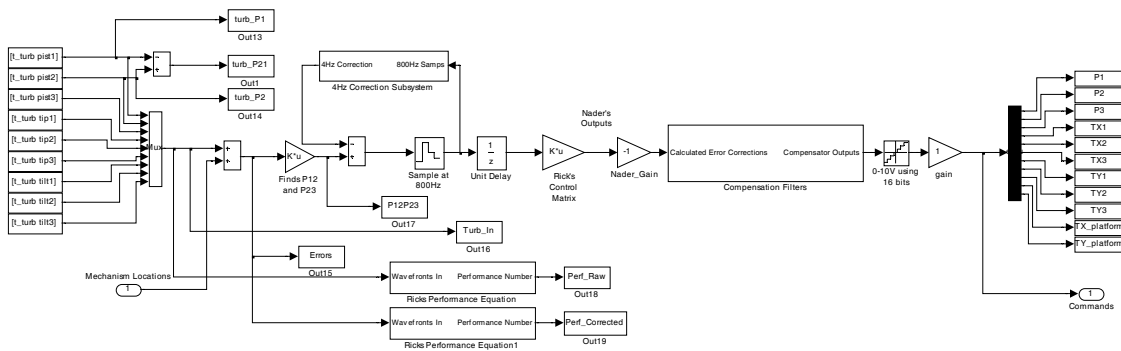 turb_P1
Out13
[t_turb pist1]
[t_turb pist2]
[t_turb pist3]
[t_turb tip1]
[t_turb tip2]
[t_turb tip3]
[t_turb tilt1]
[t_turb tilt2]
[t_turb tilt3]
turb_P21
Out1
turb_P2
Out14
Mux
4Hz Correction 800Hz Samps
4Hz Correction Subsystem
K*u
Finds P12
and P23
Sample at
800Hz
1
z
Unit Delay
K*u
Rick's
Control
Matrix
Nader's
Outputs
-1
Nader_Gain
Calculated Error Corrections Compensator Outputs
Compensation Filters
0-10V using
16 bits
1
gain
P1
P2
P3
TX1
TX2
TX3
TY1
TY2
TY3
TX_platform
TY_platform
P12P23
Out17
Turb_In
Out16
Errors
Out15
Mechanism Locations
1
Wavefronts In Performance Number
Ricks Performance Equation
Perf_Raw
Out18
Wavefronts In Performance Number
Ricks Performance Equation1
Perf_Corrected
Out19
1
Commands